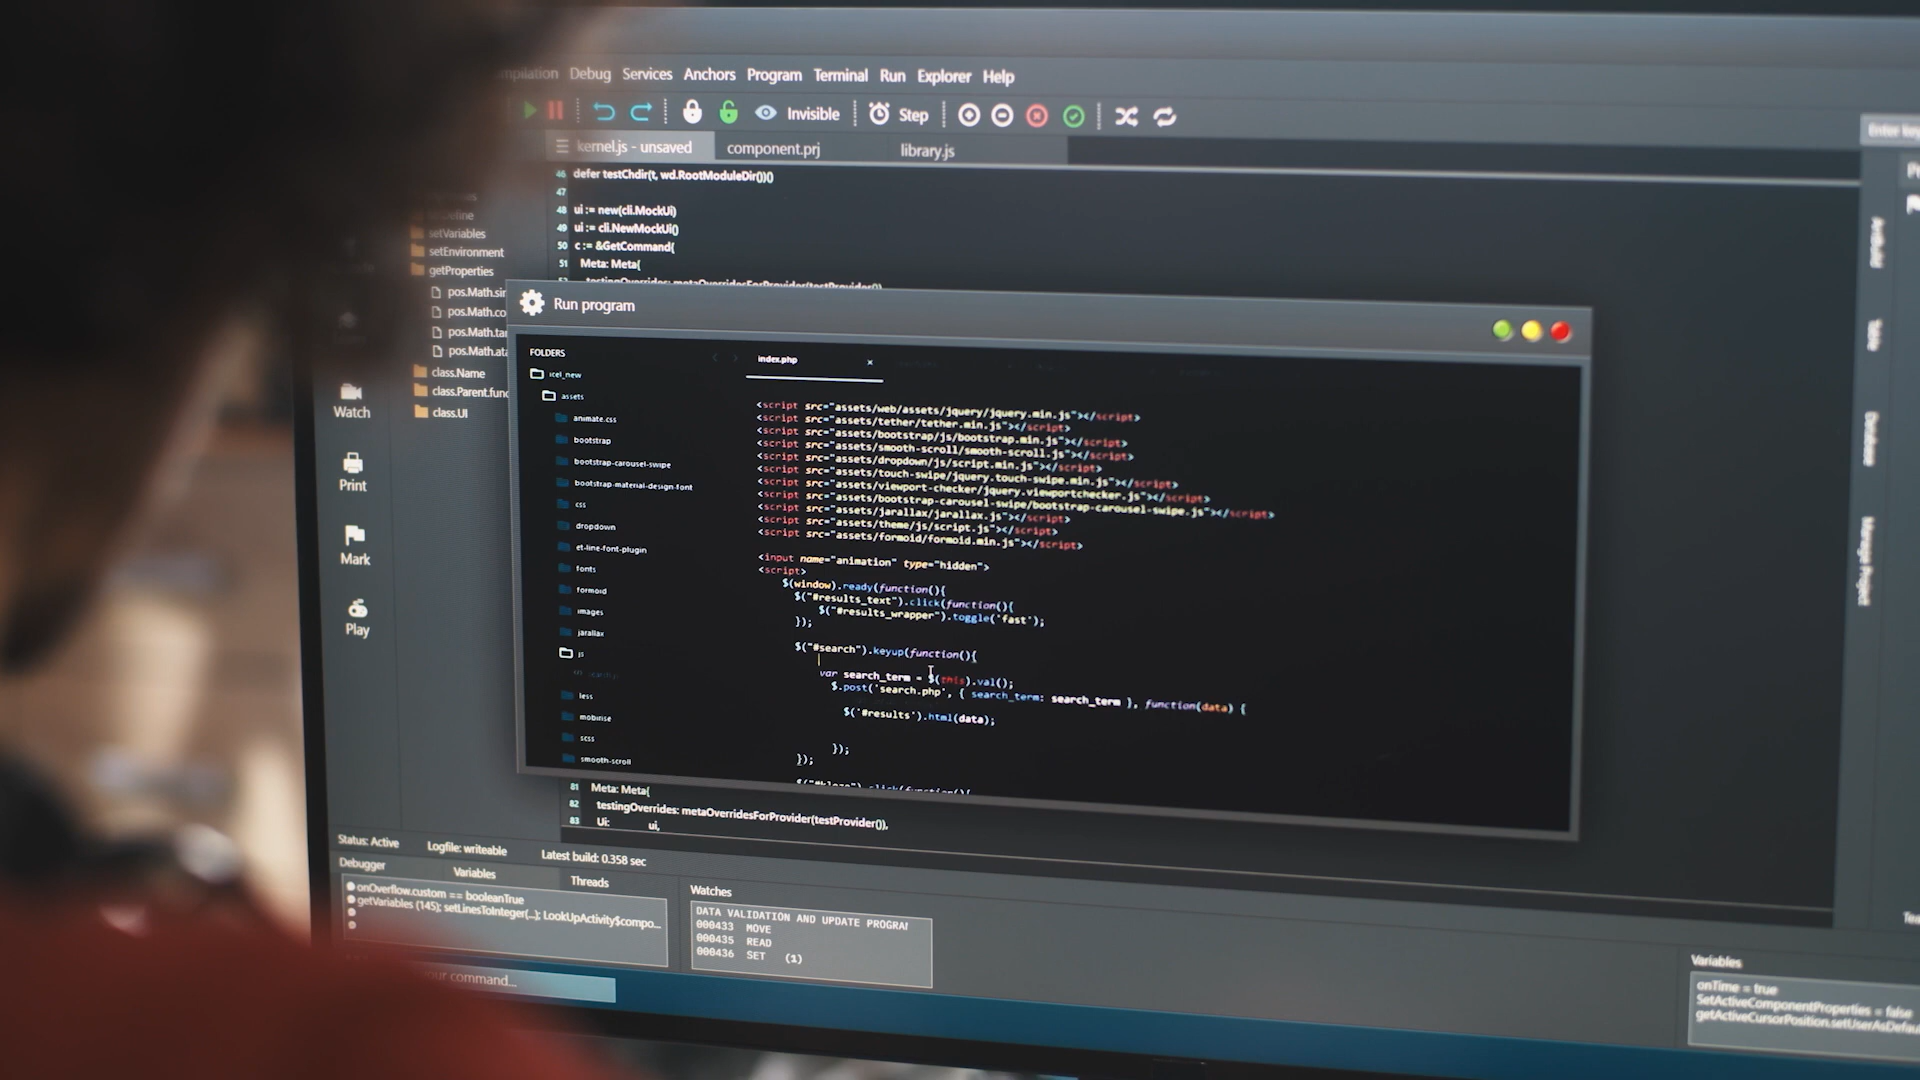 Debug Services Anchors Program Terminal Run Explorer Help
Invisible Step
kernel.js - unsaved component.prj library.js
46 defer testChdir(t, wd.RootModuleDir())()
47
48 ui := new(cli.MockUi)
49 ui := cli.NewMockUi()
50 c := &GetCommand{
51 Meta: Meta{
testingOverrides: metaOverridesForProvider(testProvider()),
setVariables
setEnvironment
getProperties
pos.Math.sin
pos.Math.co
pos.Math.tan
pos.Math.ata
class.Name
class.Parent.func
class.UI
Watch
Print
Mark
Play
Run program
FOLDERS
icel_new
assets
animate.css
bootstrap
bootstrap-carousel-swipe
bootstrap-material-design-font
css
dropdown
et-line-font-plugin
fonts
formoid
images
jarallax
js
less
mobirise
scss
smooth-scroll
index.php ×
<script src="assets/web/assets/jquery/jquery.min.js"></script>
<script src="assets/tether/tether.min.js"></script>
<script src="assets/bootstrap/js/bootstrap.min.js"></script>
<script src="assets/smooth-scroll/smooth-scroll.js"></script>
<script src="assets/dropdown/js/script.min.js"></script>
<script src="assets/touch-swipe/jquery.touch-swipe.min.js"></script>
<script src="assets/viewport-checker/jquery.viewportchecker.js"></script>
<script src="assets/bootstrap-carousel-swipe/bootstrap-carousel-swipe.js"></script>
<script src="assets/jarallax/jarallax.js"></script>
<script src="assets/theme/js/script.js"></script>
<script src="assets/formoid/formoid.min.js"></script>
<input name="animation" type="hidden">
<script>
$(window).ready(function(){
$("#results_text").click(function(){
$("#results_wrapper").toggle('fast');
});
$("#search").keyup(function(){
var search_term = $(this).val();
$.post('search.php', { search_term: search_term }, function(data) {
$('#results').html(data);
});
});
81 Meta: Meta{
82 testingOverrides: metaOverridesForProvider(testProvider()),
83 Ui: ui,
Status: Active Logfile: writeable Latest build: 0.358 sec
Debugger Variables Threads
onOverflow.custom == booleanTrue
getVariables (145); setLinesToInteger(...); LookUpActivity$compo...
command...
Watches
DATA VALIDATION AND UPDATE PROGRAM
000433 MOVE
000435 READ
000436 SET (1)
Database
Manage Project
Variables
onTime = true
SetActiveComponentProperties = false
getActiveCursorPosition.setUserAsDefau